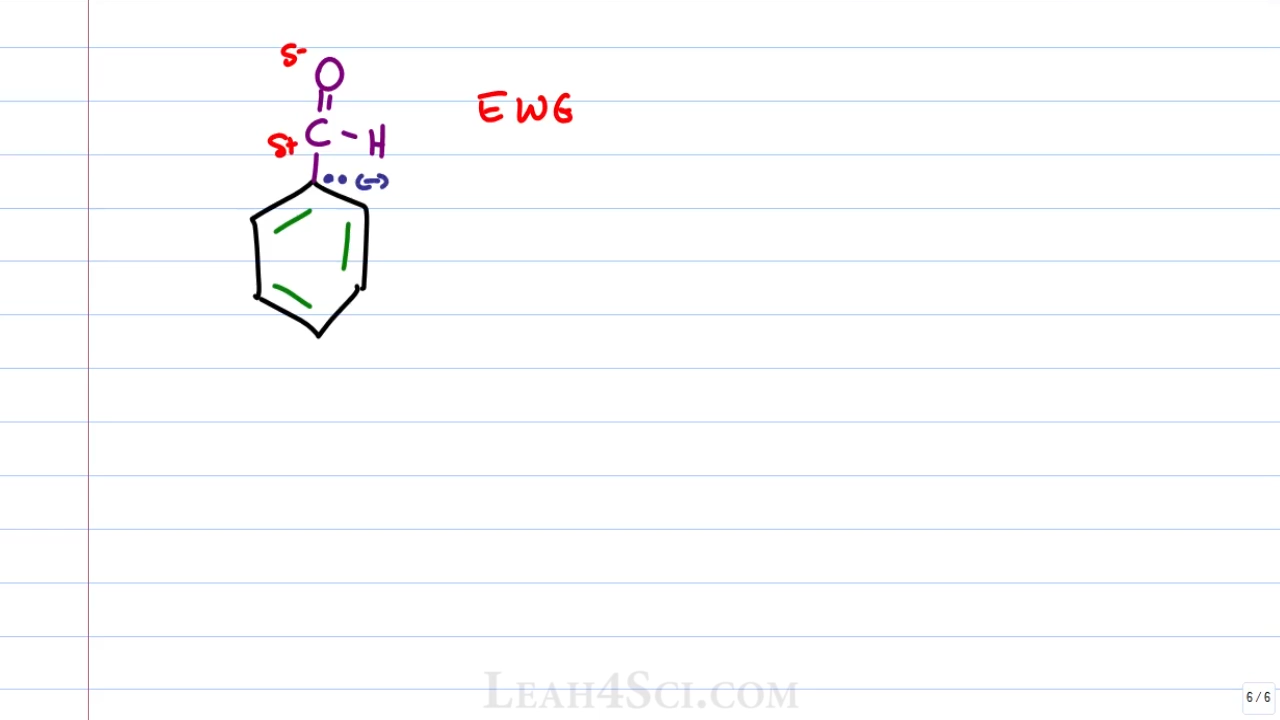 δ-
O
EWG
δ+ C - H
(-)
LEAH4SCI.COM
6/6